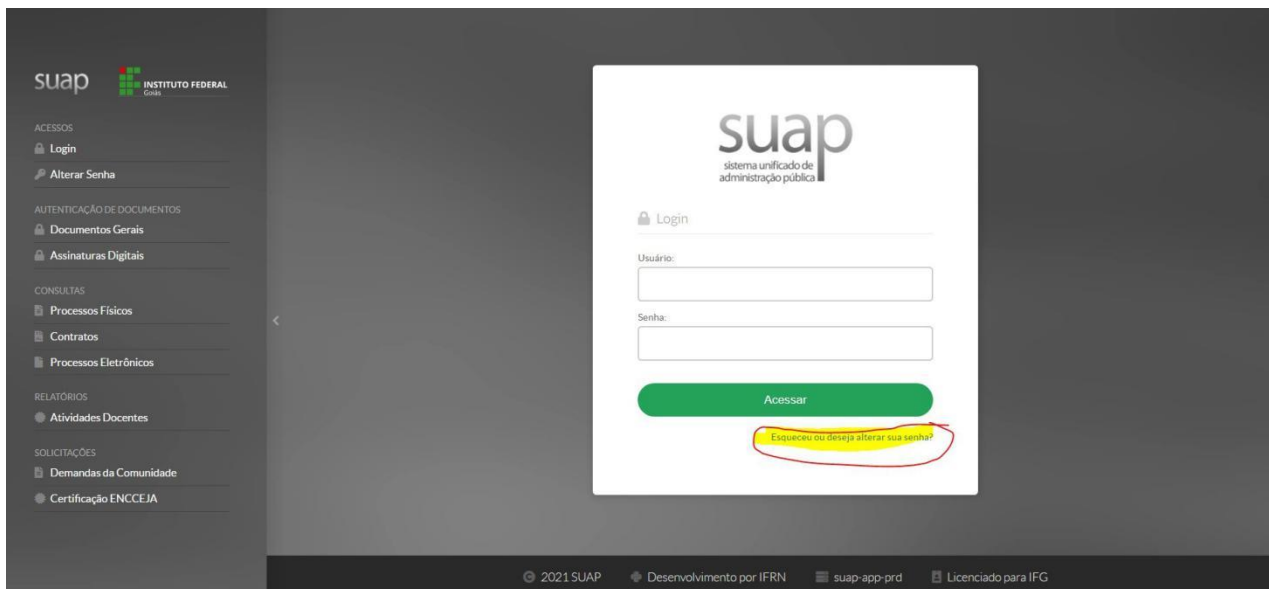 suap
INSTITUTO FEDERAL
Goiás
ACESSOS
Login
Alterar Senha
AUTENTICAÇÃO DE DOCUMENTOS
Documentos Gerais
Assinaturas Digitais
CONSULTAS
Processos Físicos
Contratos
Processos Eletrônicos
RELATÓRIOS
Atividades Docentes
SOLICITAÇÕES
Demandas da Comunidade
Certificação ENCCEJA
suap
sistema unificado de
administração pública
Login
Usuário:
Senha:
Acessar
Esqueceu ou deseja alterar sua senha?
© 2021 SUAP Desenvolvimento por IFRN suap-app-prd Licenciado para IFG